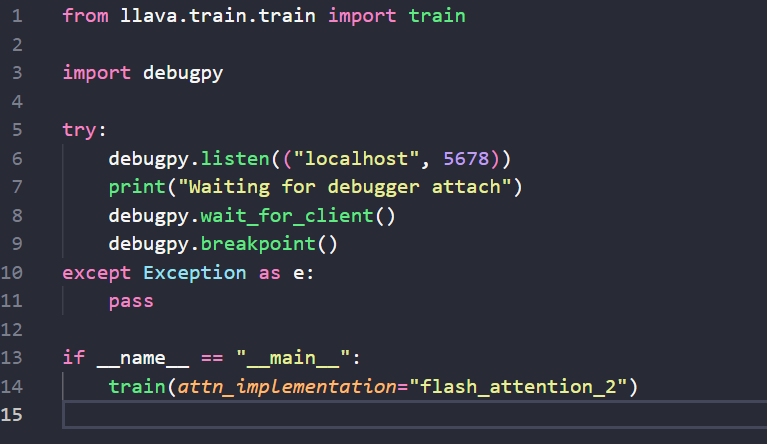 1 from llava.train.train import train
2
3 import debugpy
4
5 try:
6     debugpy.listen(("localhost", 5678))
7     print("Waiting for debugger attach")
8     debugpy.wait_for_client()
9     debugpy.breakpoint()
10 except Exception as e:
11     pass
12
13 if __name__ == "__main__":
14     train(attn_implementation="flash_attention_2")
15